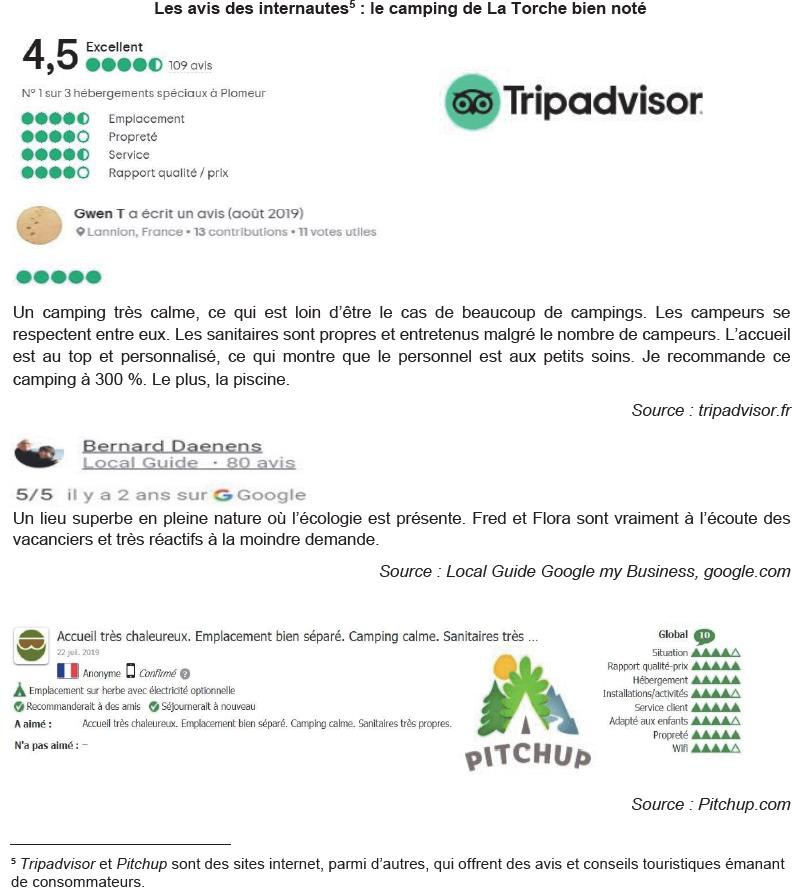 Les avis des internautes⁵ : le camping de La Torche bien noté
4,5 Excellent
109 avis
N° 1 sur 3 hébergements spéciaux à Plomeur
Emplacement
Propreté
Service
Rapport qualité / prix
Tripadvisor
Gwen T a écrit un avis (août 2019)
Lannion, France • 13 contributions • 11 votes utiles
Un camping très calme, ce qui est loin d’être le cas de beaucoup de campings. Les campeurs se
respectent entre eux. Les sanitaires sont propres et entretenus malgré le nombre de campeurs. L’accueil
est au top et personnalisé, ce qui montre que le personnel est aux petits soins. Je recommande ce
camping à 300 %. Le plus, la piscine.
Source : tripadvisor.fr
Bernard Daenens
Local Guide · 80 avis
5/5 il y a 2 ans sur Google
Un lieu superbe en pleine nature où l’écologie est présente. Fred et Flora sont vraiment à l’écoute des
vacanciers et très réactifs à la moindre demande.
Source : Local Guide Google my Business, google.com
Accueil très chaleureux. Emplacement bien séparé. Camping calme. Sanitaires très ...
22 juil. 2019
Anonyme Confirmé ?
Emplacement sur herbe avec électricité optionnelle
Recommanderait à des amis Séjournerait à nouveau
A aimé : Accueil très chaleureux. Emplacement bien séparé. Camping calme. Sanitaires très propres.
N'a pas aimé : –
PITCHUP
Global 10
Situation
Rapport qualité-prix
Hébergement
Installations/activités
Service client
Adapté aux enfants
Propreté
Wifi
Source : Pitchup.com
⁵ Tripadvisor et Pitchup sont des sites internet, parmi d’autres, qui offrent des avis et conseils touristiques émanant
de consommateurs.